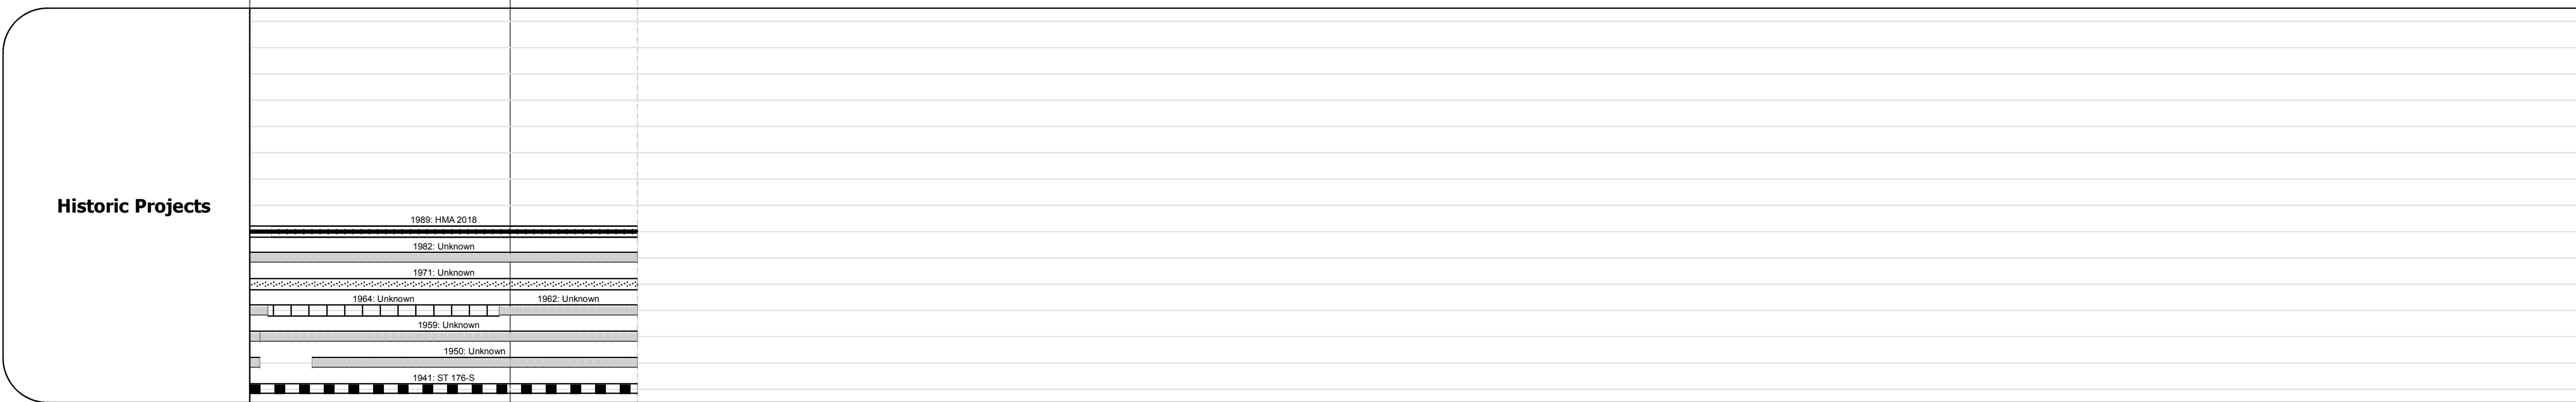 Historic Projects
1989: HMA 2018
1982: Unknown
1971: Unknown
1964: Unknown 1962: Unknown
1959: Unknown
1950: Unknown
1941: ST 176-S